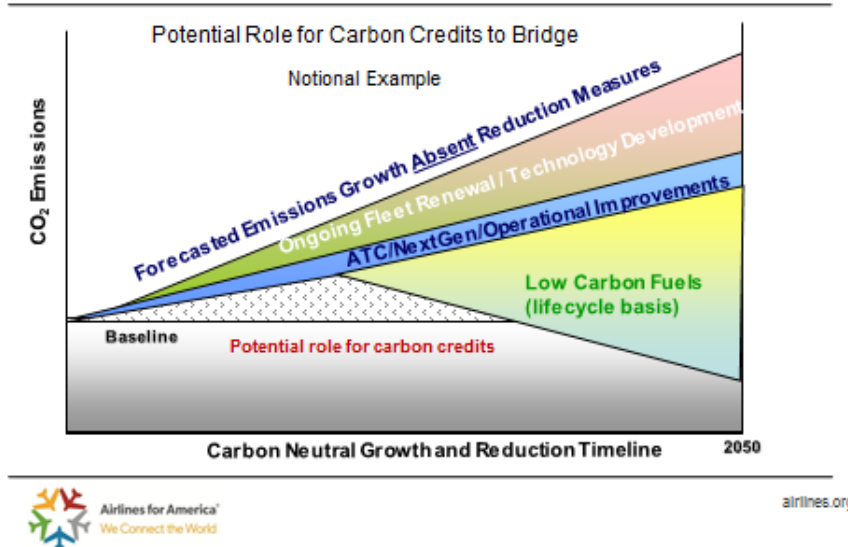 Potential Role for Carbon Credits to Bridge
Notional Example
CO₂ Emissions
Forecasted Emissions Growth Absent Reduction Measures
Ongoing Fleet Renewal / Technology Development
ATC/NextGen/Operational Improvements
Low Carbon Fuels
(lifecycle basis)
Baseline
Potential role for carbon credits
Carbon Neutral Growth and Reduction Timeline
2050
Airlines for America®
We Connect the World
airlines.org